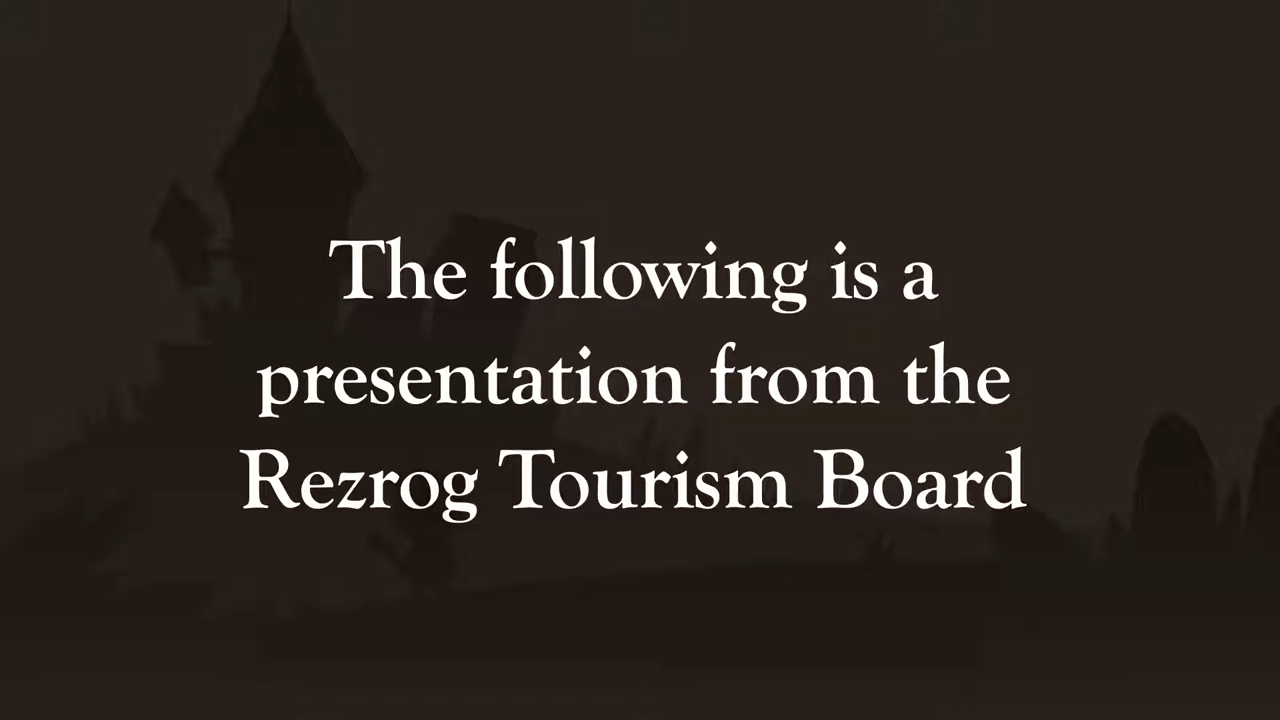 The following is a
presentation from the
Rezrog Tourism Board